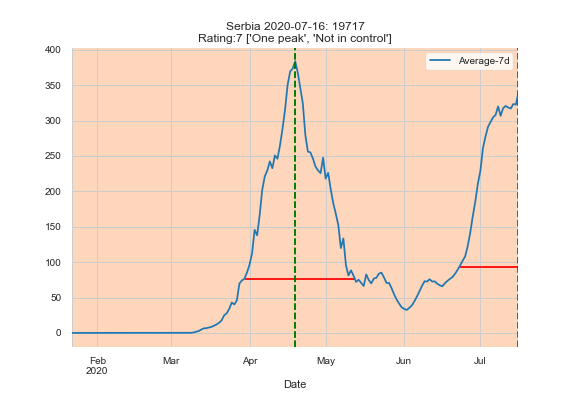 Serbia 2020-07-16: 19717
Rating:7 ['One peak', 'Not in control']
Average-7d
400
350
300
250
200
150
100
50
0
Feb
2020
Mar
Apr
May
Jun
Jul
Date